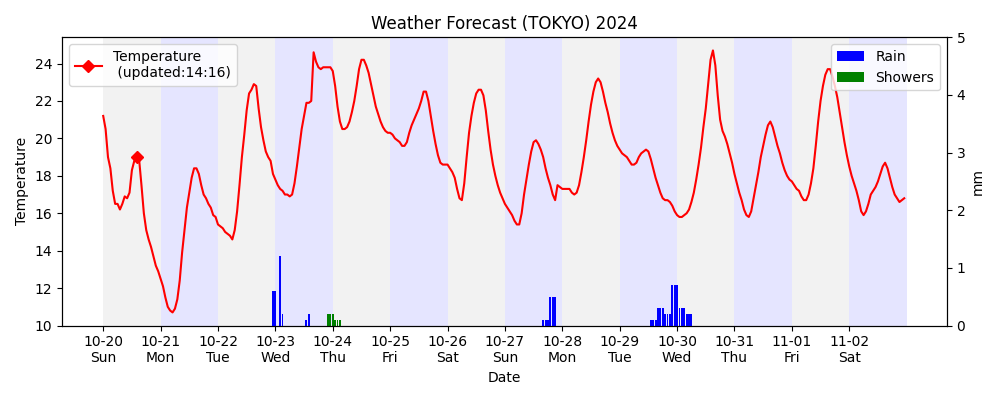 Weather Forecast (TOKYO) 2024
Temperature
(updated:14:16)
Rain
Showers
Temperature
24
22
20
18
16
14
12
10
5
4
3
2
1
0
mm
10-20 10-21 10-22 10-23 10-24 10-25 10-26 10-27 10-28 10-29 10-30 10-31 11-01 11-02
Sun Mon Tue Wed Thu Fri Sat Sun Mon Tue Wed Thu Fri Sat
Date